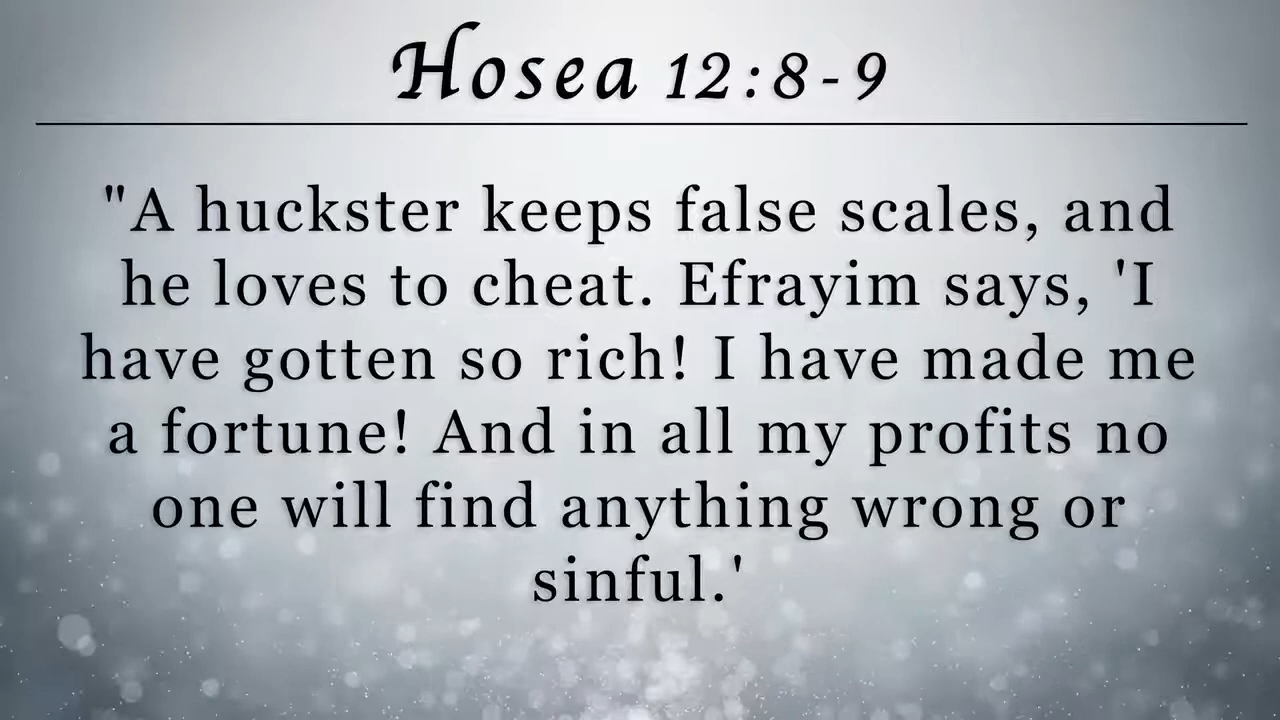 Hosea 12:8-9
"A huckster keeps false scales, and
he loves to cheat. Efrayim says, 'I
have gotten so rich! I have made me
a fortune! And in all my profits no
one will find anything wrong or
sinful.'